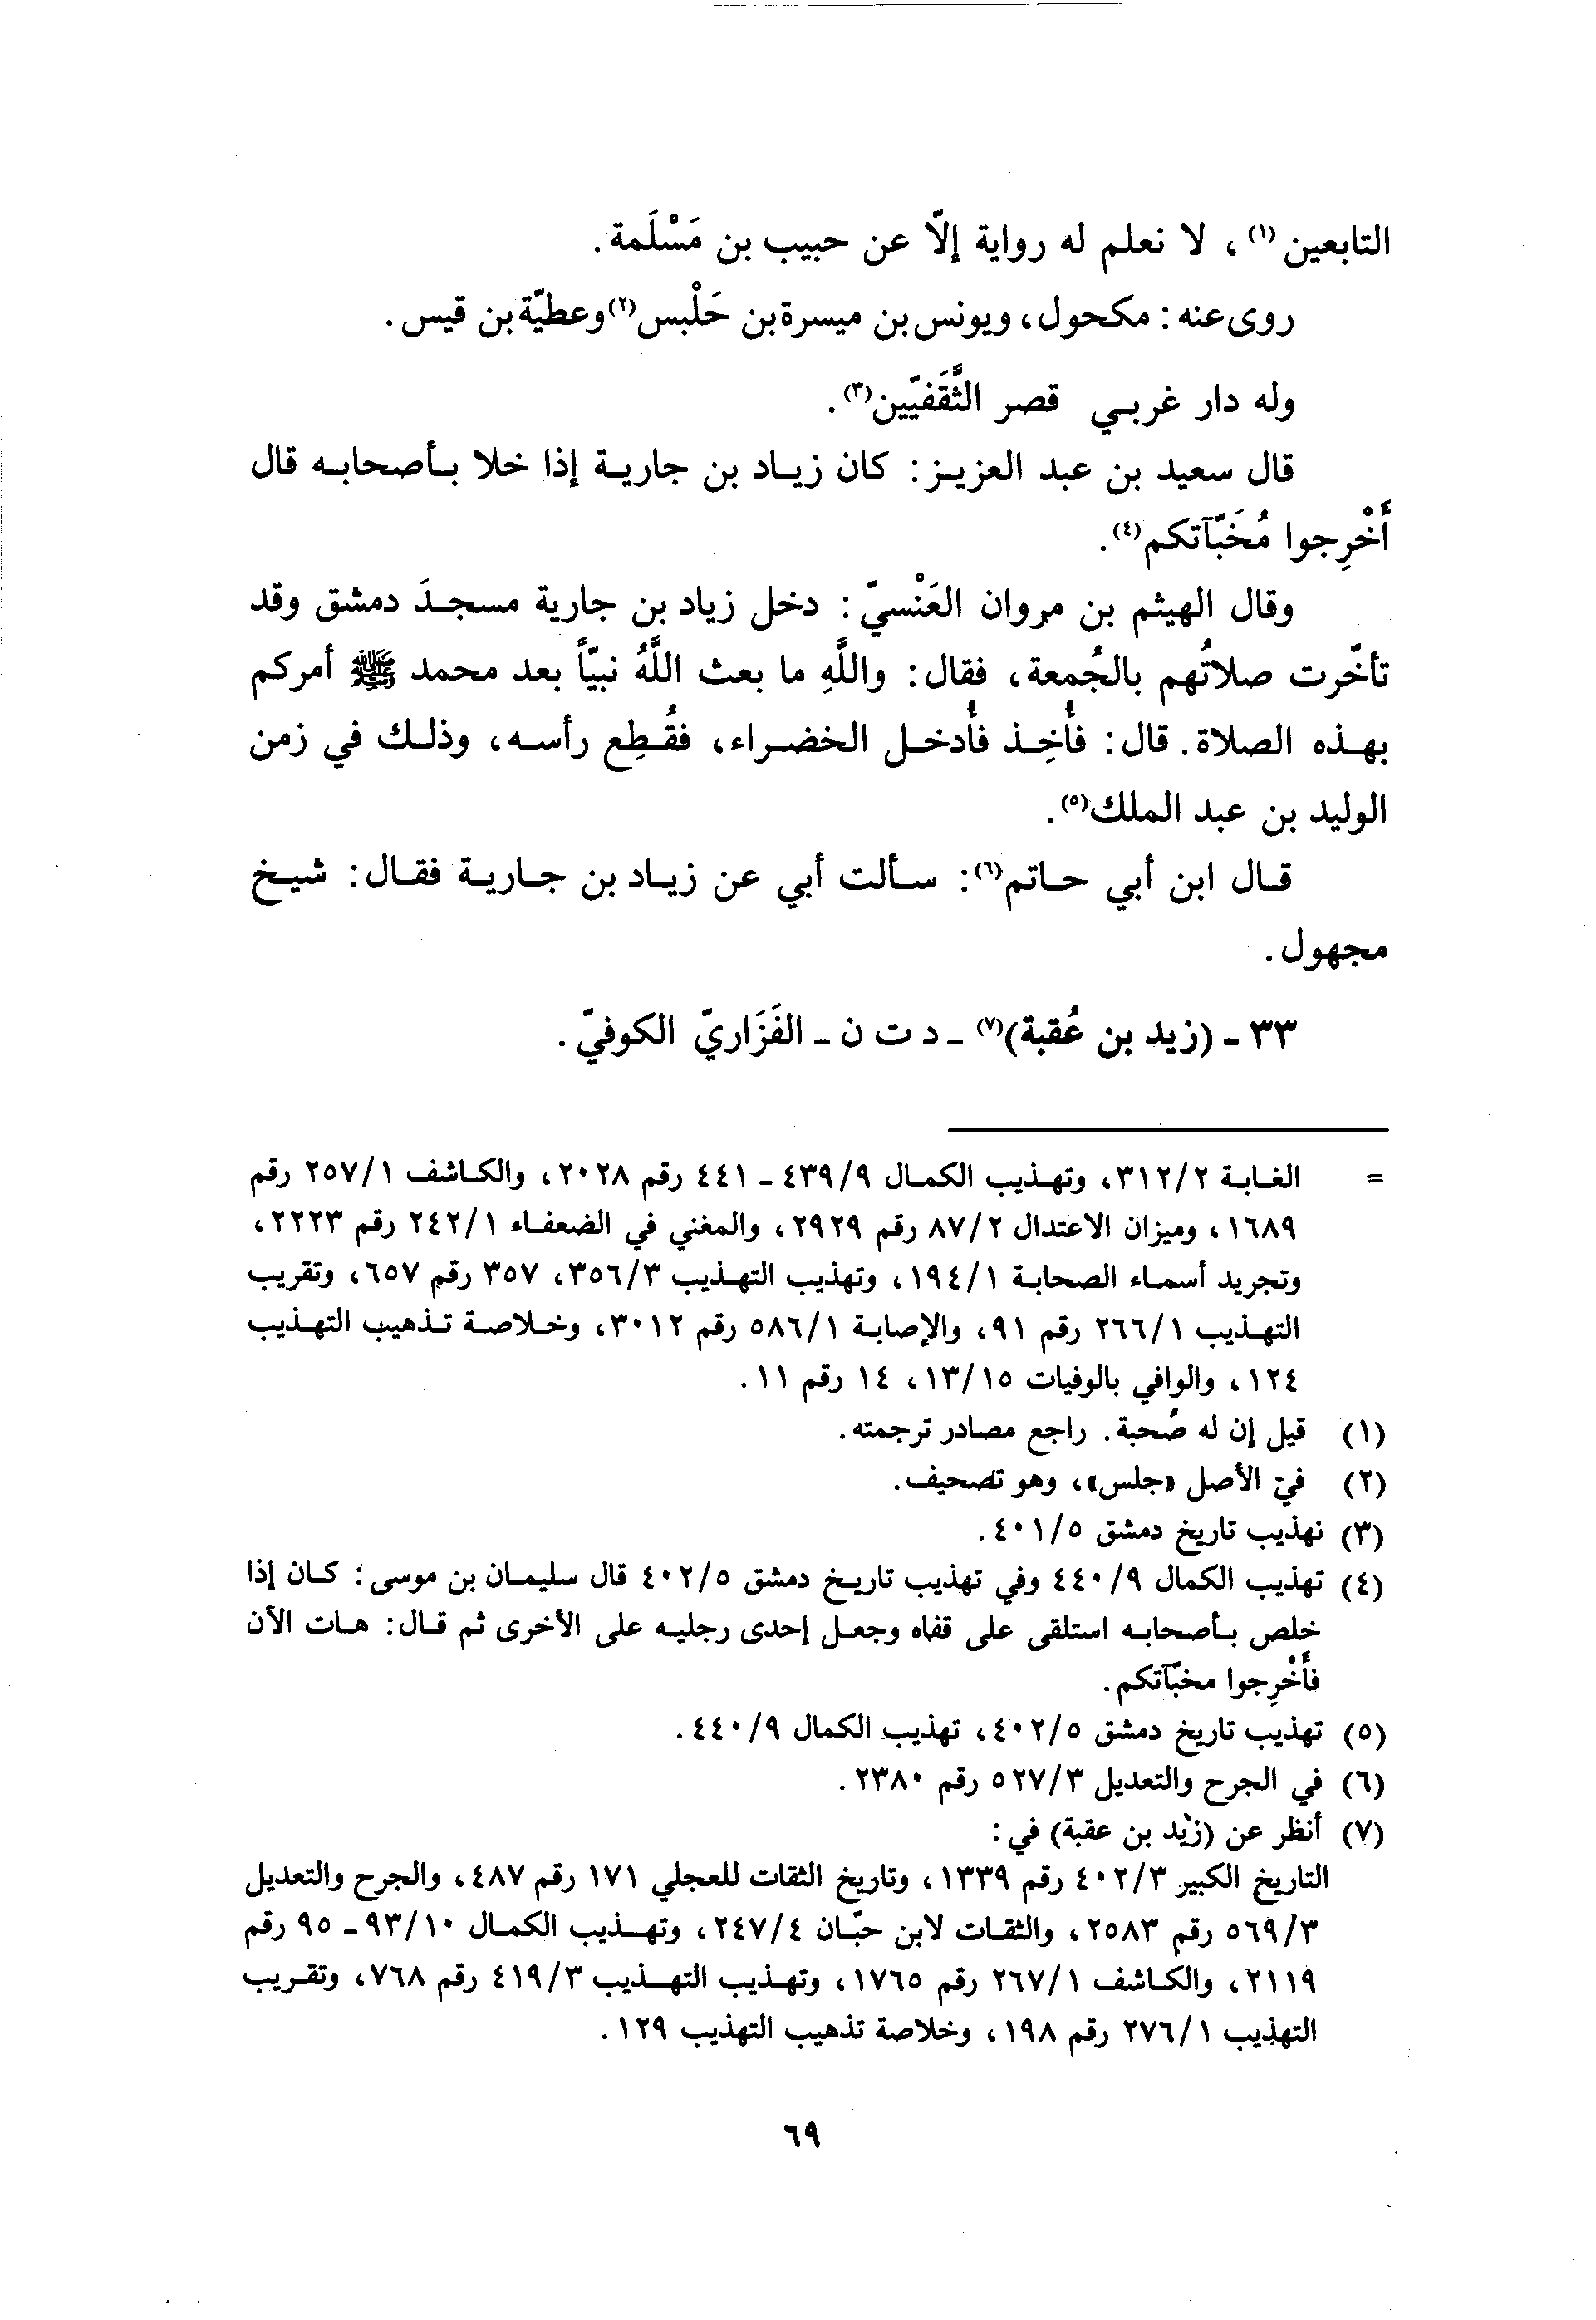 التابعين(١)، لا نعلم له رواية إلّا عن حبيب بن مَسْلَمة.
روى عنه: مكحول، ويونس بن ميسرة بن حَلْبس(٢) وعطيّة بن قيس.
وله دار غربي قصر الثَّقَفيّين(٣).
قال سعيد بن عبد العزيز: كان زياد بن جارية إذا خلا بأصحابه قال
أَخْرِجوا مُخَبّآتكم(٤).
وقال الهيثم بن مروان العَنْسيّ: دخل زياد بن جارية مسجدَ دمشق وقد
تأخّرت صلاتُهم بالجُمعة، فقال: واللَّهِ ما بعث اللَّهُ نبيّاً بعد محمد ﷺ أمركم
بهذه الصلاة. قال: فأُخِذ فأُدخل الخضراء، فقُطِع رأسه، وذلك في زمن
الوليد بن عبد الملك(٥).
قال ابن أبي حاتم(٦): سألت أبي عن زياد بن جارية فقال: شيخ
مجهول.
٣٣ - (زيد بن عُقبة)(٧) - د ت ن - الفَزَاريّ الكوفيّ.
= الغابة ٣١٢/٢، وتهذيب الكمال ٤٣٩/٩ - ٤٤١ رقم ٢٠٢٨، والكاشف ٢٥٧/١ رقم
١٦٨٩، وميزان الاعتدال ٨٧/٢ رقم ٢٩٢٩، والمغني في الضعفاء ٢٤٢/١ رقم ٢٢٢٣،
وتجريد أسماء الصحابة ١٩٤/١، وتهذيب التهذيب ٣٥٦/٣، ٣٥٧ رقم ٦٥٧، وتقريب
التهذيب ٢٦٦/١ رقم ٩١، والإصابة ٥٨٦/١ رقم ٣٠١٢، وخلاصة تذهيب التهذيب
١٢٤، والوافي بالوفيات ١٣/١٥، ١٤ رقم ١١.
(١) قيل إن له صُحبة. راجع مصادر ترجمته.
(٢) في الأصل «جلس»، وهو تصحيف.
(٣) نهذيب تاريخ دمشق ٤٠١/٥.
(٤) تهذيب الكمال ٤٤٠/٩ وفي تهذيب تاريخ دمشق ٤٠٢/٥ قال سليمان بن موسى: كان إذا
خلص بأصحابه استلقى على قفاه وجعل إحدى رجليه على الأخرى ثم قال: هات الآن
فأَخْرِجوا مخبّآتكم.
(٥) تهذيب تاريخ دمشق ٤٠٢/٥، تهذيب الكمال ٤٤٠/٩.
(٦) في الجرح والتعديل ٥٢٧/٣ رقم ٢٣٨٠.
(٧) أنظر عن (زيد بن عقبة) في:
التاريخ الكبير ٤٠٢/٣ رقم ١٣٣٩، وتاريخ الثقات للعجلي ١٧١ رقم ٤٨٧، والجرح والتعديل
٥٦٩/٣ رقم ٢٥٨٣، والثقات لابن حبّان ٢٤٧/٤، وتهذيب الكمال ٩٣/١٠ - ٩٥ رقم
٢١١٩، والكاشف ٢٦٧/١ رقم ١٧٦٥، وتهذيب التهذيب ٤١٩/٣ رقم ٧٦٨، وتقريب
التهذيب ٢٧٦/١ رقم ١٩٨، وخلاصة تذهيب التهذيب ١٢٩.
٦٩